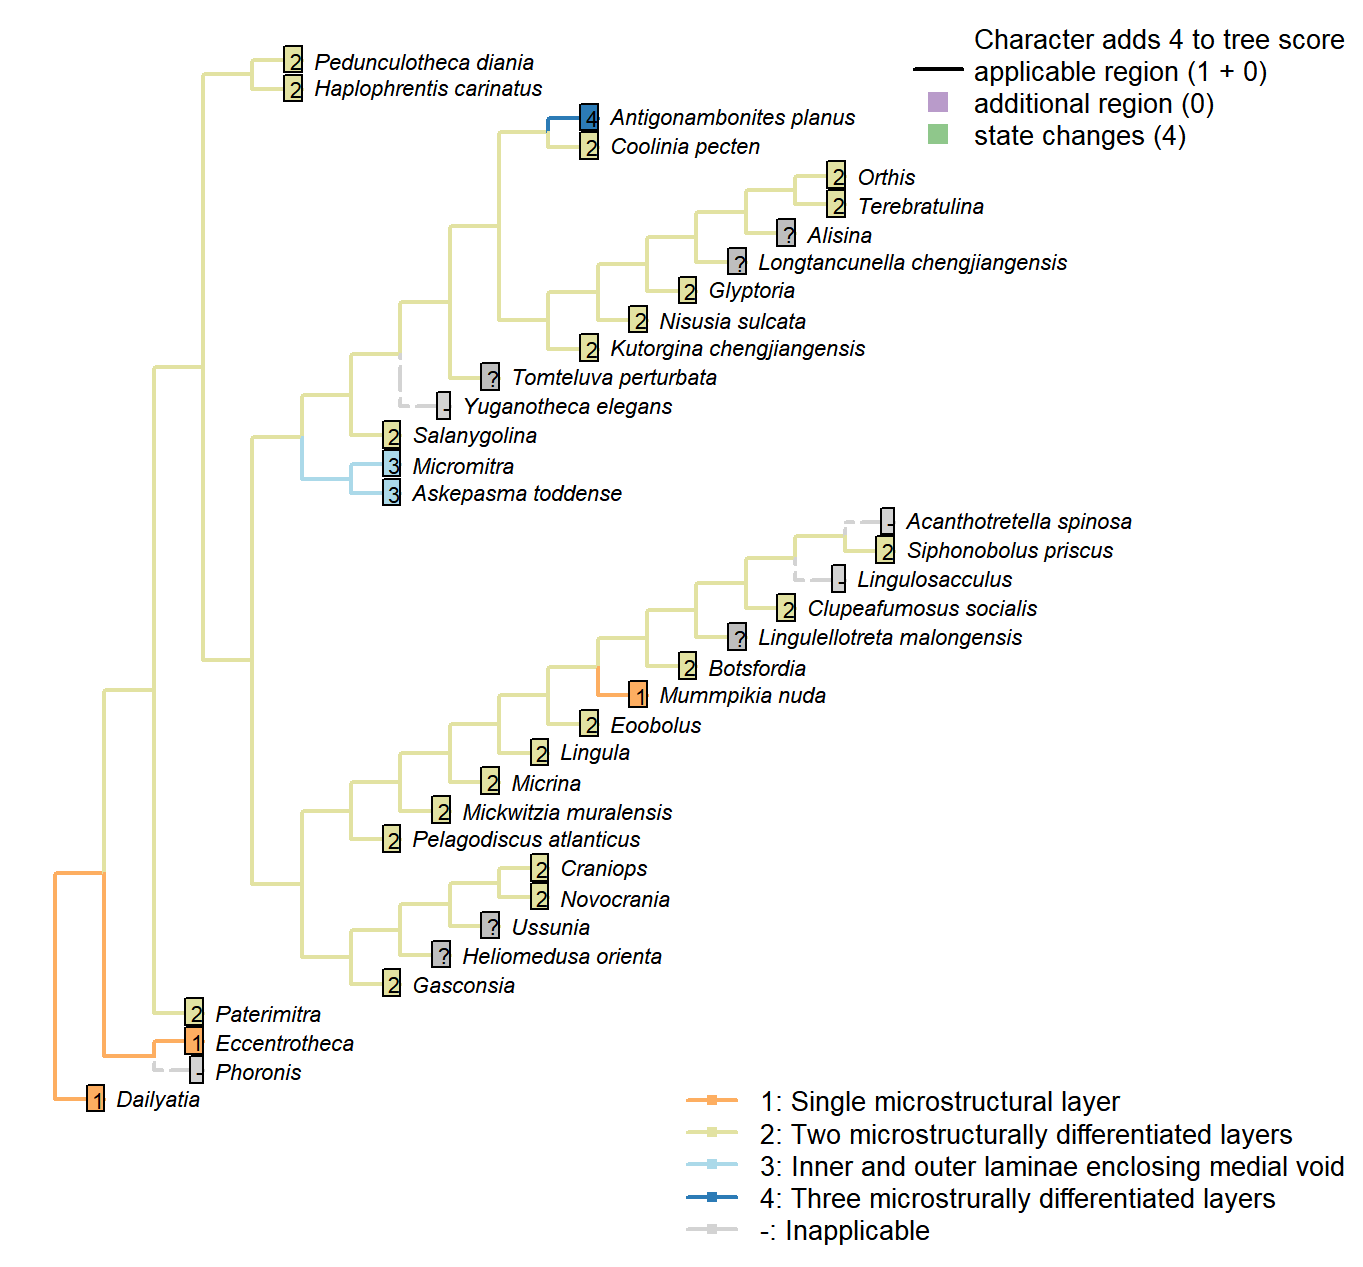 Character adds 4 to tree score
applicable region (1 + 0)
additional region (0)
state changes (4)
2 Pedunculotheca diania
2 Haplophrentis carinatus
4 Antigonambonites planus
2 Coolinia pecten
2 Orthis
2 Terebratulina
? Alisina
? Longtancunella chengjiangensis
2 Glyptoria
2 Nisusia sulcata
2 Kutorgina chengjiangensis
? Tomteluva perturbata
- Yuganotheca elegans
2 Salanygolina
3 Micromitra
3 Askepasma toddense
- Acanthotretella spinosa
2 Siphonobolus priscus
- Lingulosacculus
2 Clupeafumosus socialis
? Lingulellotreta malongensis
2 Botsfordia
1 Mummpikia nuda
2 Eoobolus
2 Lingula
2 Micrina
2 Mickwitzia muralensis
2 Pelagodiscus atlanticus
2 Craniops
2 Novocrania
? Ussunia
? Heliomedusa orienta
2 Gasconsia
2 Paterimitra
1 Eccentrotheca
- Phoronis
1 Dailyatia
1: Single microstructural layer
2: Two microstructurally differentiated layers
3: Inner and outer laminae enclosing medial void
4: Three microstrurally differentiated layers
-: Inapplicable